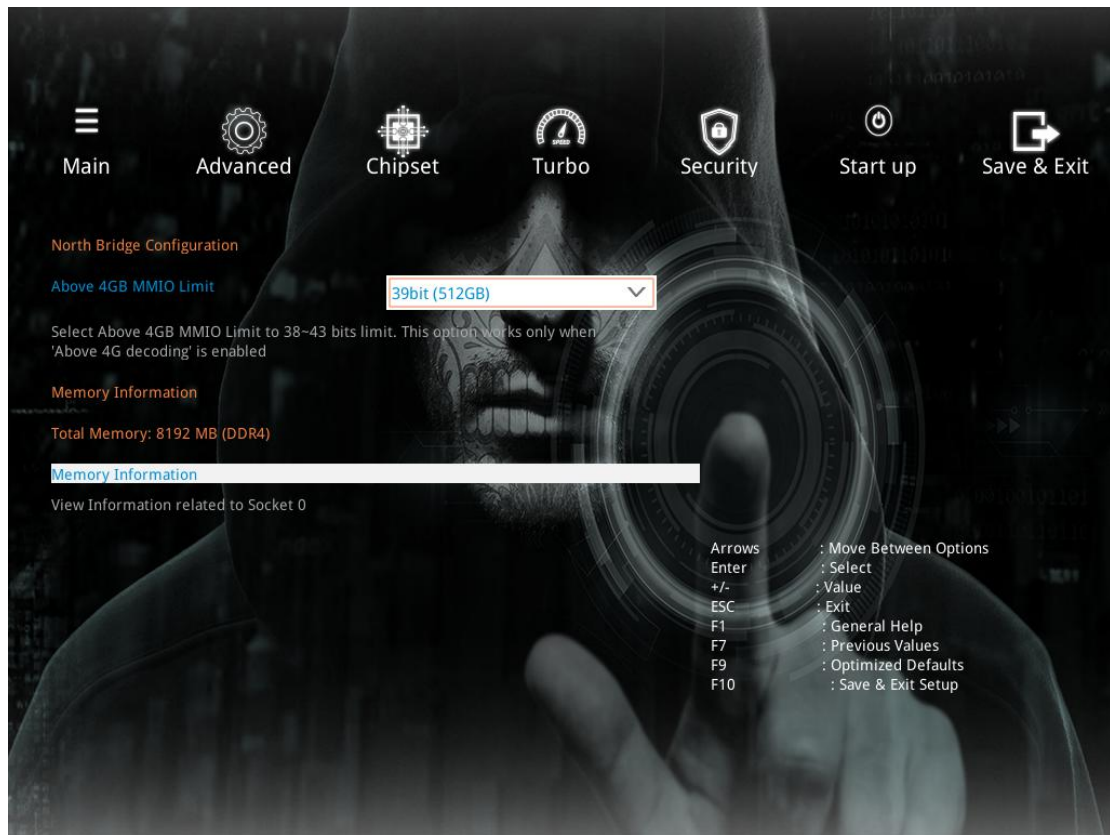 Main Advanced Chipset Turbo Security Start up Save & Exit
North Bridge Configuration
Above 4GB MMIO Limit 39bit (512GB)
Select Above 4GB MMIO Limit to 38~43 bits limit. This option works only when
'Above 4G decoding' is enabled
Memory Information
Total Memory: 8192 MB (DDR4)
Memory Information
View Information related to Socket 0
Arrows : Move Between Options
Enter : Select
+/- : Value
ESC : Exit
F1 : General Help
F7 : Previous Values
F9 : Optimized Defaults
F10 : Save & Exit Setup